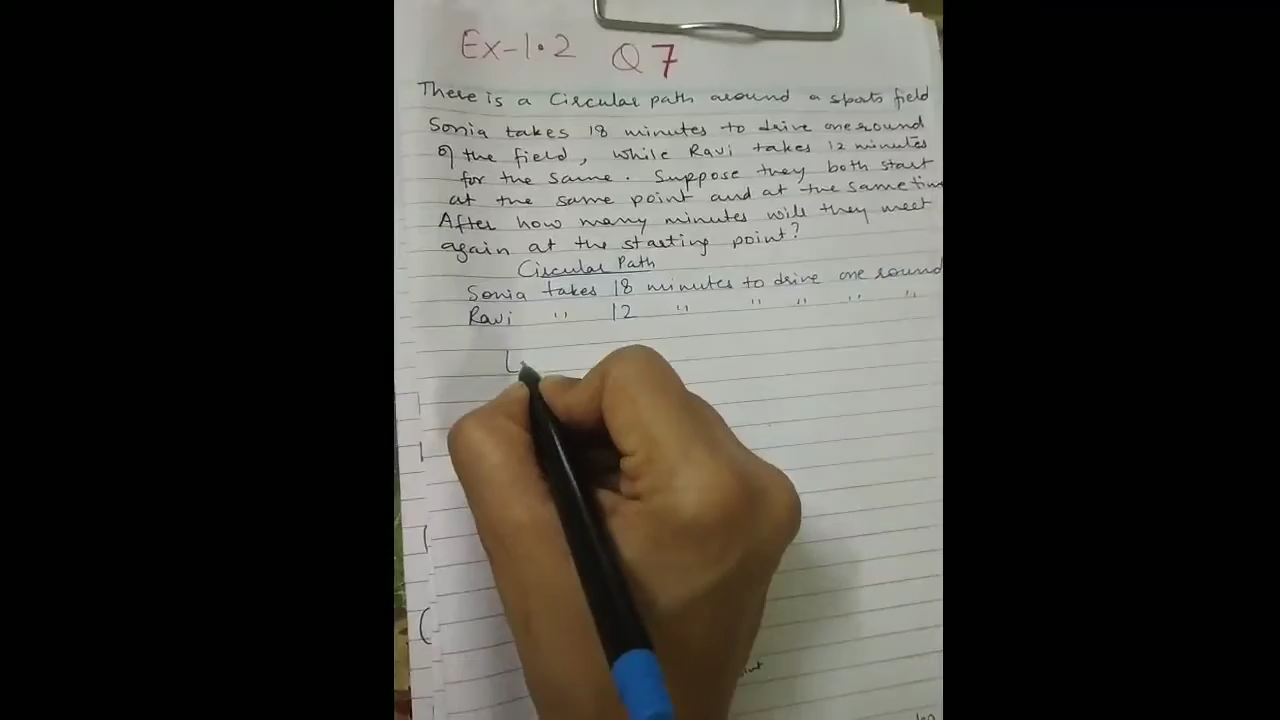 Ex-1.2 Q7
There is a Circular path around a sports field
Sonia takes 18 minutes to drive one round
of the field, while Ravi takes 12 minutes
for the same. Suppose they both start
at the same point and at the same time
After how many minutes will they meet
again at the starting point?
Circular Path
Sonia takes 18 minutes to drive one round
Ravi " 12 " " " " "
L